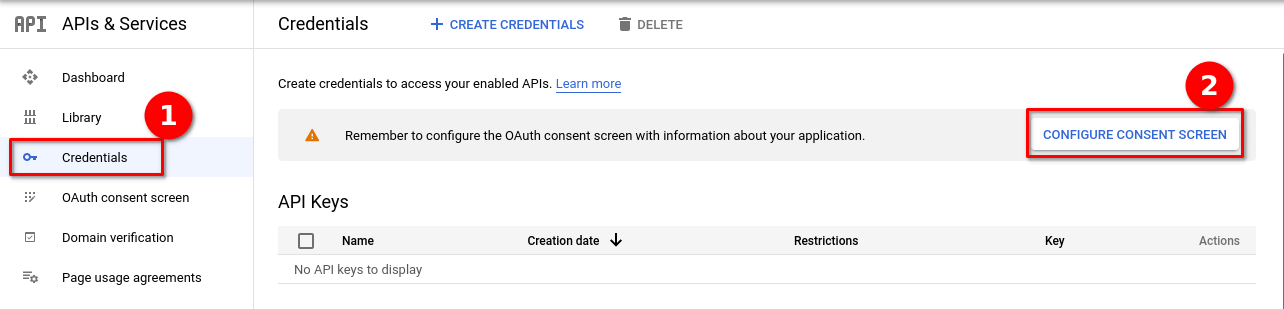 API APIs & Services
Credentials
+ CREATE CREDENTIALS
DELETE
Dashboard
Library
1
Credentials
OAuth consent screen
Domain verification
Page usage agreements
Create credentials to access your enabled APIs. Learn more
2
Remember to configure the OAuth consent screen with information about your application.
CONFIGURE CONSENT SCREEN
API Keys
Name Creation date Restrictions Key Actions
No API keys to display